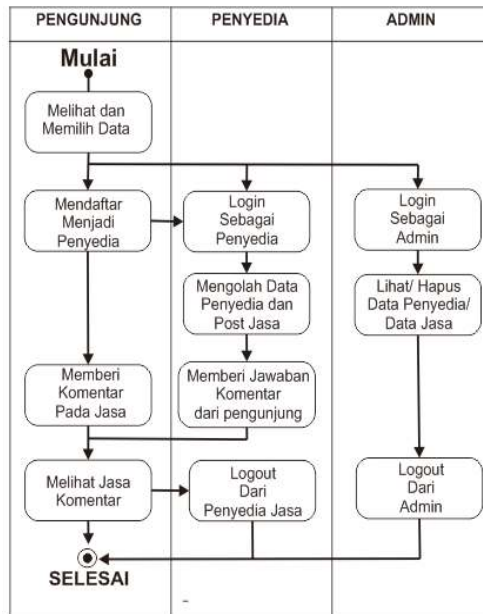 PENGUNJUNG
PENYEDIA
ADMIN
Mulai
Melihat dan
Memilih Data
Mendaftar
Menjadi
Penyedia
Login
Sebagai
Penyedia
Login
Sebagai
Admin
Mengolah Data
Penyedia dan
Post Jasa
Lihat/ Hapus
Data Penyedia/
Data Jasa
Memberi
Komentar
Pada Jasa
Memberi Jawaban
Komentar
dari pengunjung
Melihat Jasa
Komentar
Logout
Dari
Penyedia Jasa
Logout
Dari
Admin
SELESAI